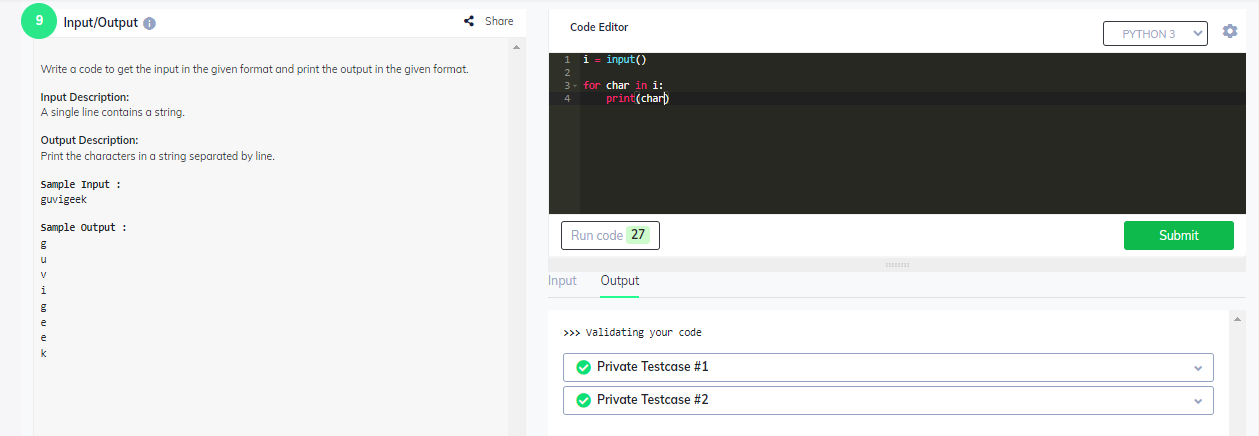 9
Input/Output
Share
Write a code to get the input in the given format and print the output in the given format.
Input Description:
A single line contains a string.
Output Description:
Print the characters in a string separated by line.
Sample Input :
guvigeek
Sample Output :
g
u
v
i
g
e
e
k
Code Editor
PYTHON 3
1 i = input()
2
3 for char in i:
4     print(char)
Run code 27
Submit
Input Output
>>> Validating your code
Private Testcase #1
Private Testcase #2